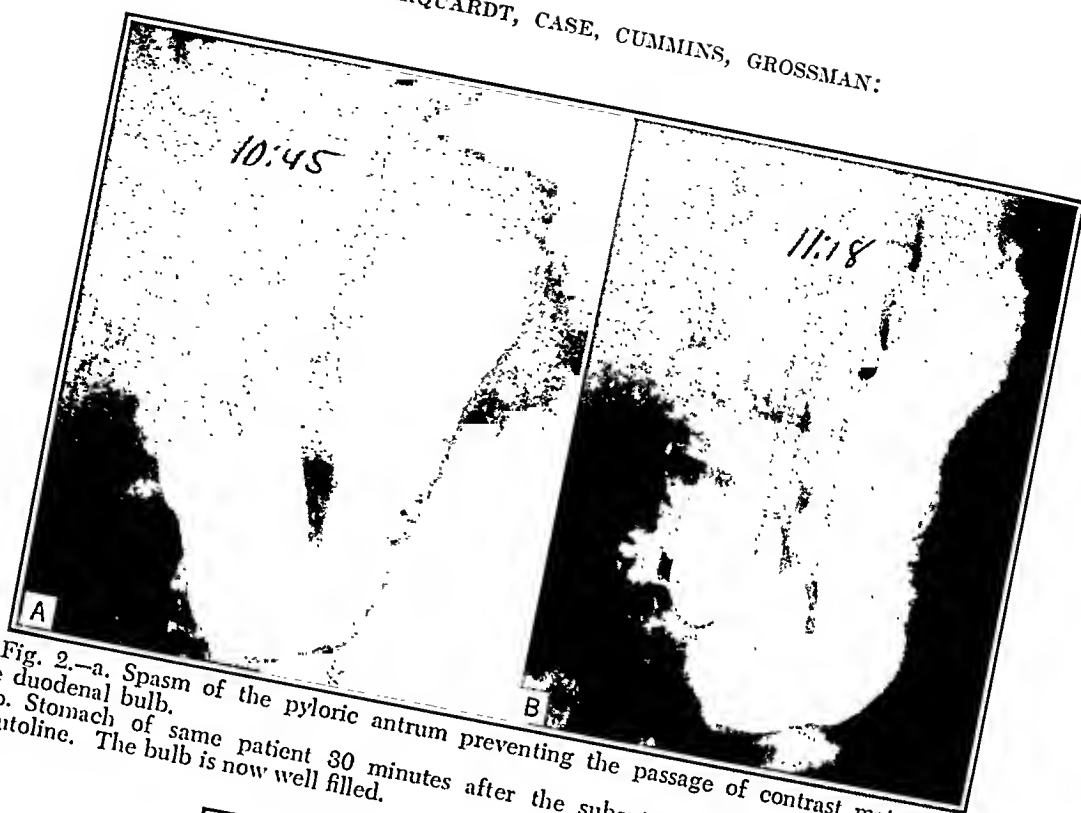 CASE, CUMMINS, GROSSMAN:
10:45
11:18
A
B
Fig. 2.—a. Spasm of the pyloric antrum preventing the passage of contrast
duodenal bulb.
b. Stomach of same patient 30 minutes after the
The bulb is now well filled.